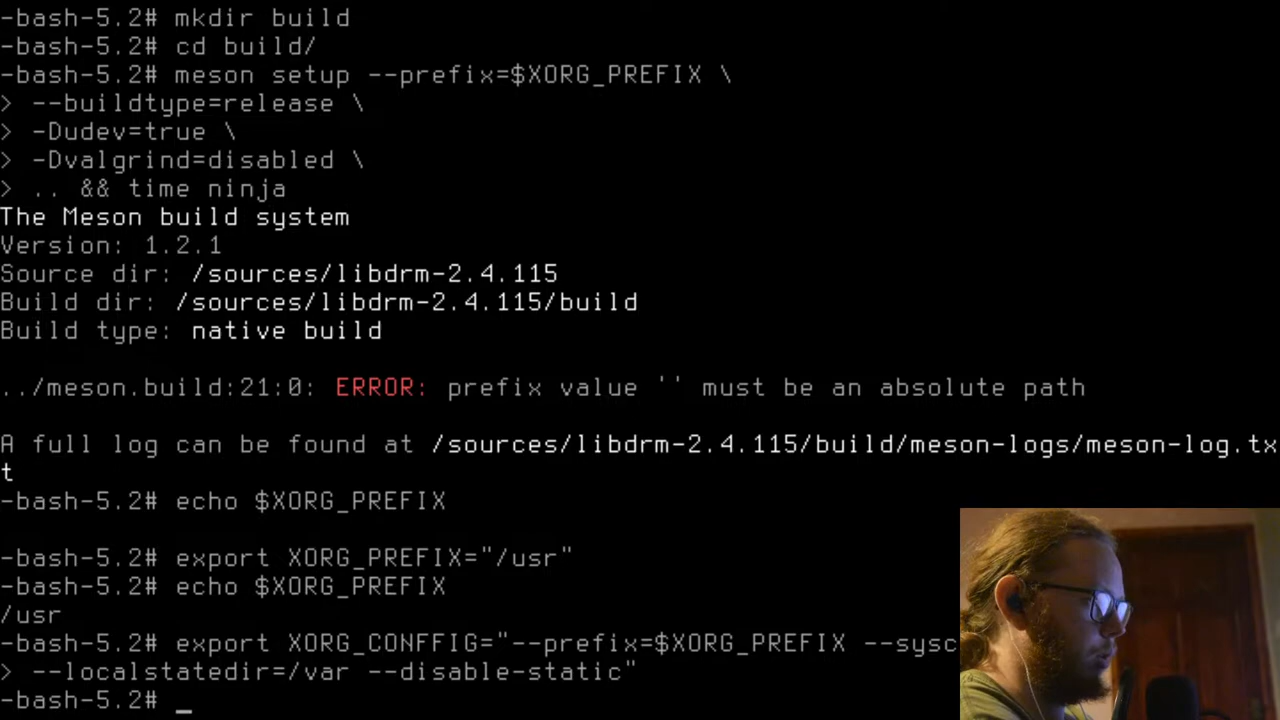 -bash-5.2# mkdir build
-bash-5.2# cd build/
-bash-5.2# meson setup --prefix=$XORG_PREFIX \
> --buildtype=release \
> -Dudev=true \
> -Dvalgrind=disabled \
> .. && time ninja
The Meson build system
Version: 1.2.1
Source dir: /sources/libdrm-2.4.115
Build dir: /sources/libdrm-2.4.115/build
Build type: native build
../meson.build:21:0: ERROR: prefix value '' must be an absolute path
A full log can be found at /sources/libdrm-2.4.115/build/meson-logs/meson-log.tx
t
-bash-5.2# echo $XORG_PREFIX
-bash-5.2# export XORG_PREFIX="/usr"
-bash-5.2# echo $XORG_PREFIX
/usr
-bash-5.2# export XORG_CONFFIG="--prefix=$XORG_PREFIX --sysc
> --localstatedir=/var --disable-static"
-bash-5.2# _